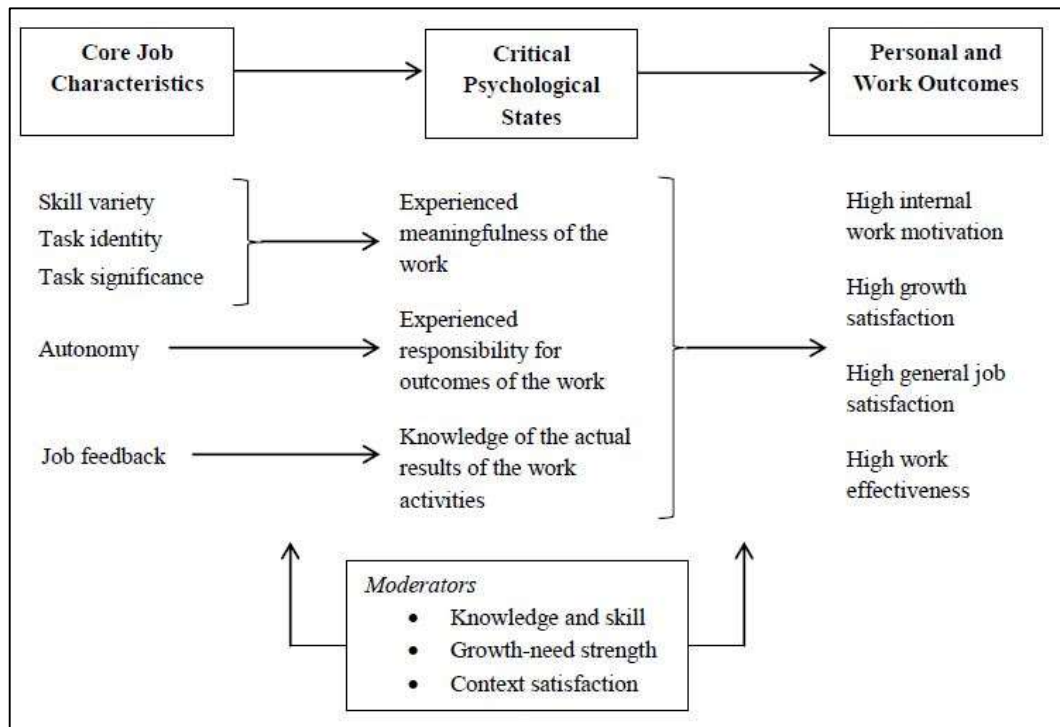 Core Job
Characteristics
Critical
Psychological
States
Personal and
Work Outcomes
Skill variety
Task identity
Task significance
Experienced
meaningfulness of the
work
Autonomy
Experienced
responsibility for
outcomes of the work
Job feedback
Knowledge of the actual
results of the work
activities
High internal
work motivation
High growth
satisfaction
High general job
satisfaction
High work
effectiveness
Moderators
• Knowledge and skill
• Growth-need strength
• Context satisfaction